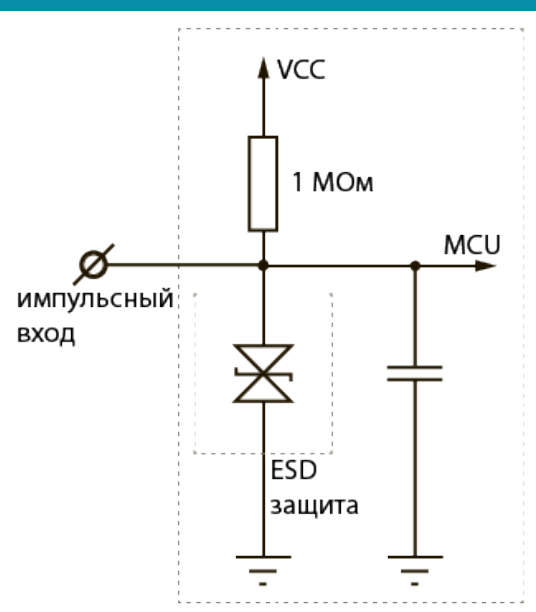 VCC
1 МОм
MCU
импульсный
вход
ESD
защита